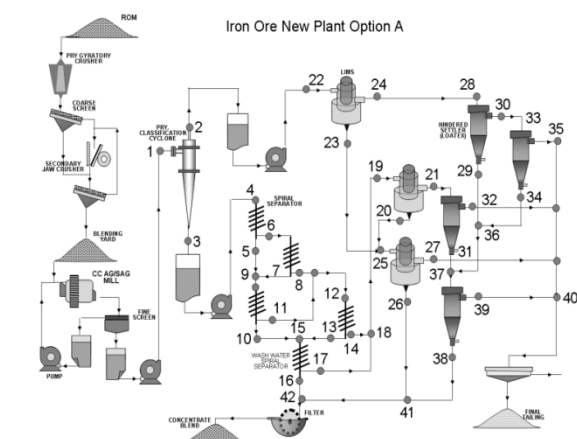 Iron Ore New Plant Option A
ROM
PRY GYRATORY
CRUSHER
COARSE
SCREEN
SECONDARY
JAW CRUSHER
BLENDING
YARD
CC AG/SAG
MILL
FINE
SCREEN
PUMP
PRY.
CLASSIFICATION
CYCLONE
1
2
3
4
SPIRAL
SEPARATOR
6
5
7
8
9
11
10
12
13
14
15
18
WASH WATER
SPIRAL
SEPARATOR
17
16
42
FILTER
CONCENTRATE
BLEND
22
LIMS
24
23
19
21
20
25
27
26
28
30
33
35
HINDERED
SETTLER
(LOATEX)
29
34
32
36
31
37
39
40
38
41
FINAL
TAILING